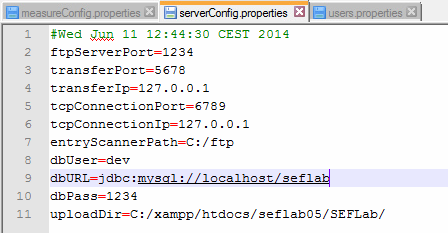 measureConfig.properties serverConfig.properties users.properties
1 #Wed Jun 11 12:44:30 CEST 2014
2 ftpServerPort=1234
3 transferPort=5678
4 transferIp=127.0.0.1
5 tcpConnectionPort=6789
6 tcpConnectionIp=127.0.0.1
7 entryScannerPath=C:/ftp
8 dbUser=dev
9 dbURL=jdbc:mysql://localhost/seflab
10 dbPass=1234
11 uploadDir=C:/xampp/htdocs/seflab05/SEFLab/